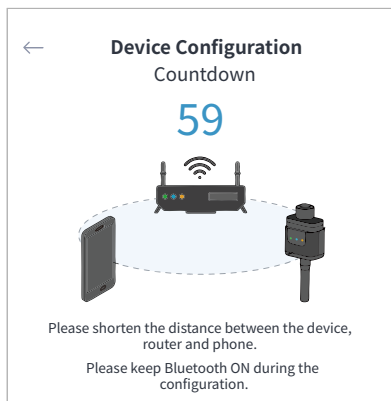 Device Configuration
Countdown
59
Please shorten the distance between the device,
router and phone.
Please keep Bluetooth ON during the
configuration.